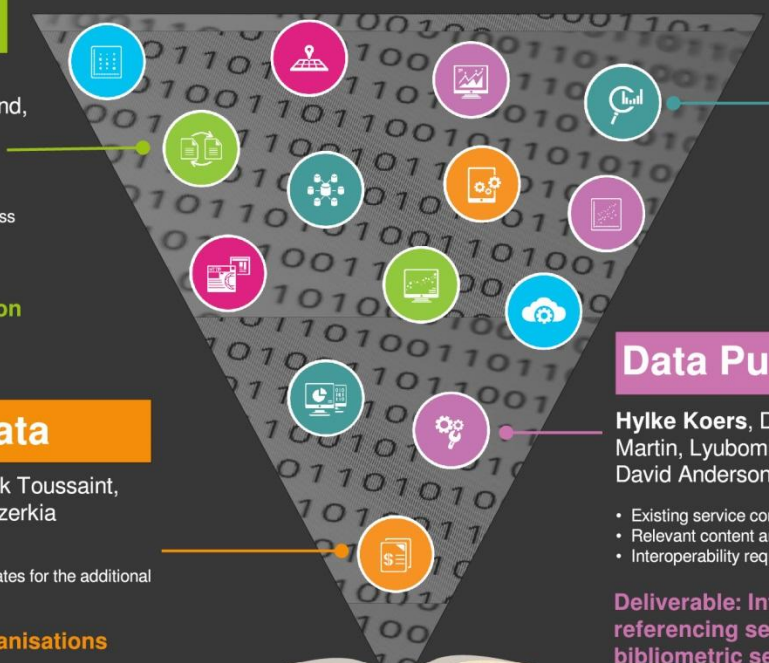 nd,
ss
on
ata
k Toussaint,
zerkia
ates for the additional
anisations
Data Pu
Hylke Koers, D
Martin, Lyubom
David Anderson
• Existing service co
• Relevant content a
• Interoperability req
Deliverable: In
referencing se
bibliometric se